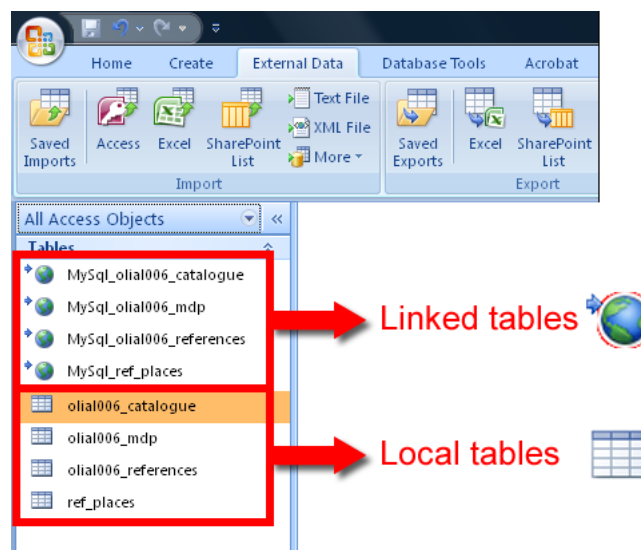 Home Create External Data Database Tools Acrobat
Saved Imports
Access
Excel
SharePoint List
Text File
XML File
More
Saved Exports
Excel
SharePoint List
Import
Export
All Access Objects
Tables
MySql_olial006_catalogue
MySql_olial006_mdp
MySql_olial006_references
MySql_ref_places
Linked tables
olial006_catalogue
olial006_mdp
olial006_references
ref_places
Local tables